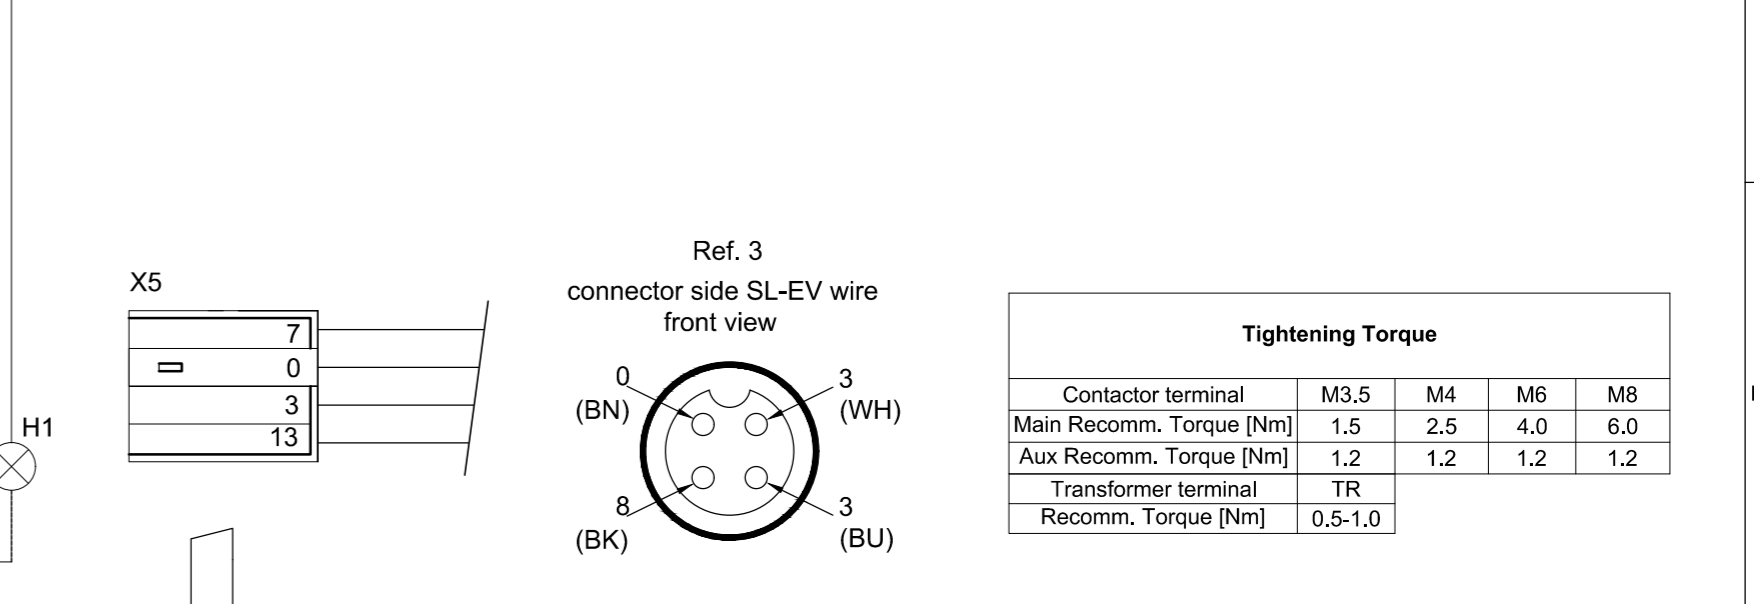 H1
X5
7
0
3
13
Ref. 3
connector side SL-EV wire
front view
0
(BN)
3
(WH)
8
(BK)
3
(BU)
Tightening Torque
Contactor terminal M3.5 M4 M6 M8
Main Recomm. Torque [Nm] 1.5 2.5 4.0 6.0
Aux Recomm. Torque [Nm] 1.2 1.2 1.2 1.2
Transformer terminal TR
Recomm. Torque [Nm] 0.5-1.0